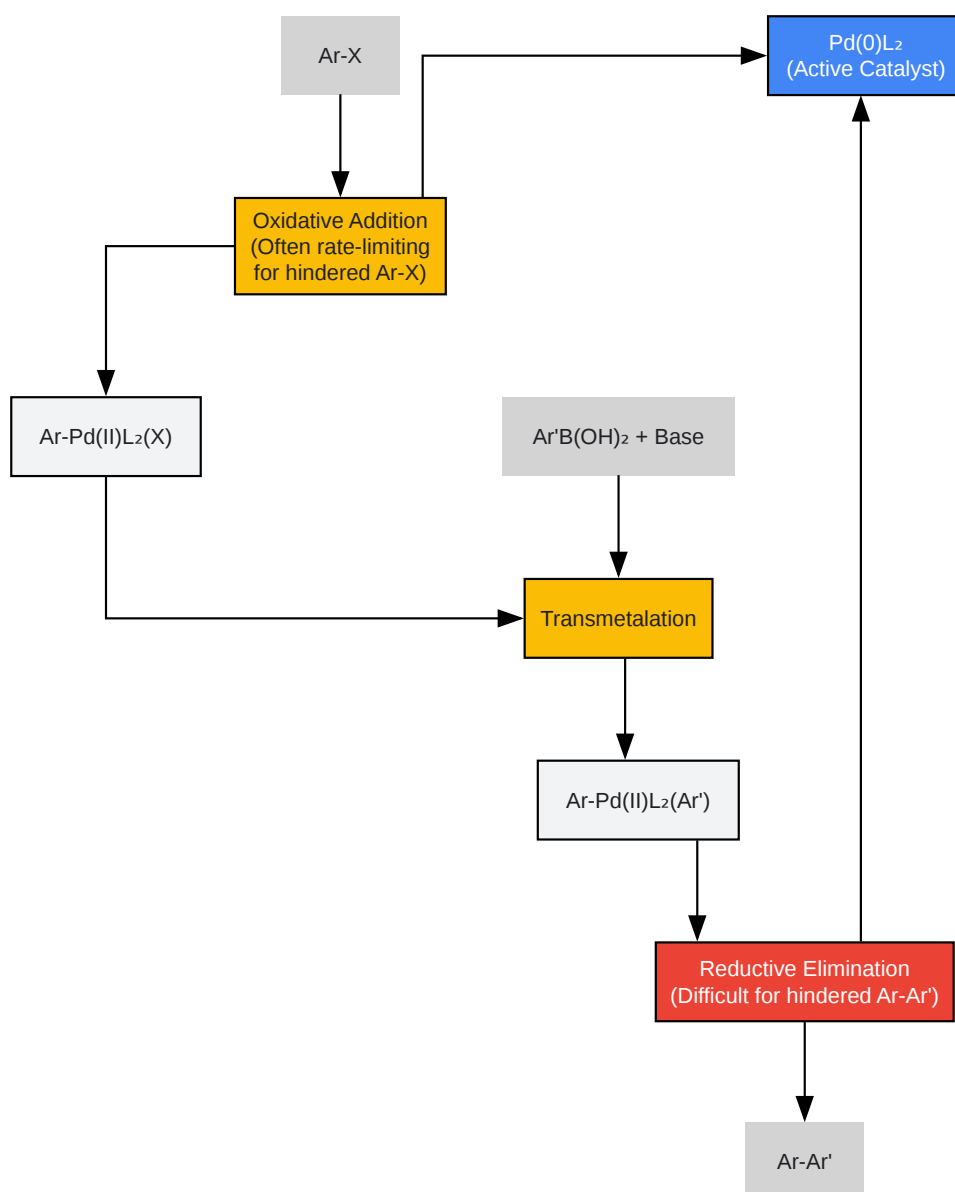 Ar-X
Pd(0)L₂
(Active Catalyst)
Oxidative Addition
(Often rate-limiting
for hindered Ar-X)
Ar-Pd(II)L₂(X)
Ar'B(OH)₂ + Base
Transmetalation
Ar-Pd(II)L₂(Ar')
Reductive Elimination
(Difficult for hindered Ar-Ar')
Ar-Ar'